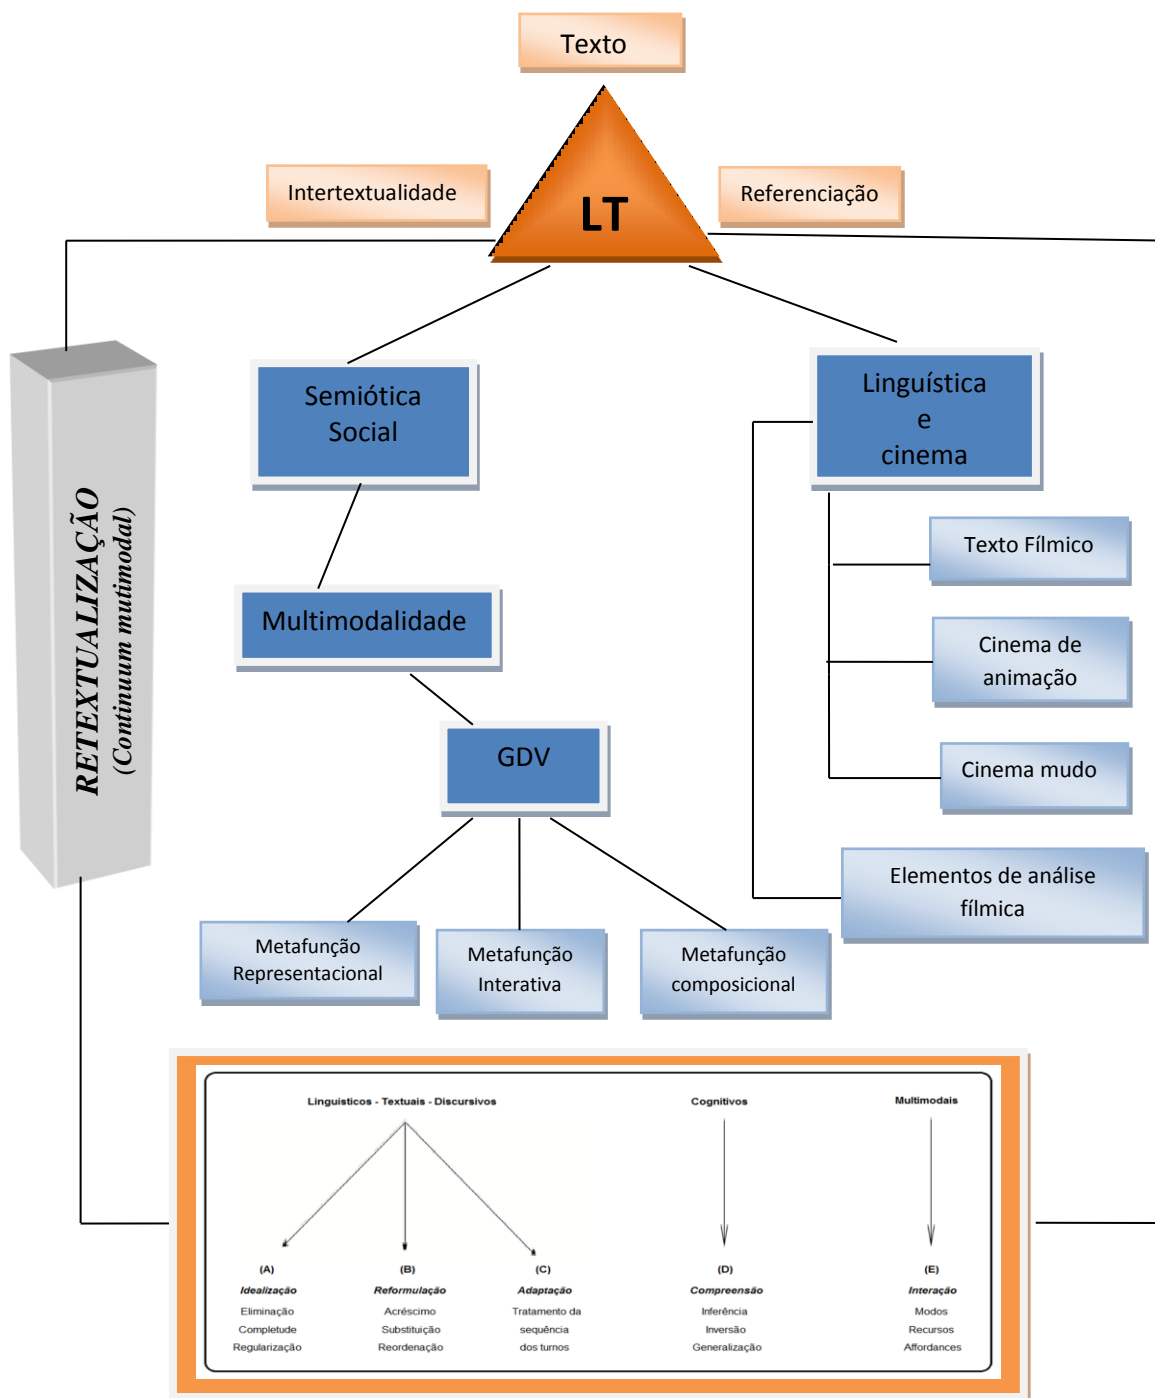 Texto
Intertextualidade
Referenciação
LT
RETEXTUALIZAÇÃO
(Continuum mutimodal)
Semiótica
Social
Linguística
e
cinema
Multimodalidade
Texto Fílmico
Cinema de
animação
GDV
Cinema mudo
Elementos de análise
fílmica
Metafunção
Representacional
Metafunção
Interativa
Metafunção
composicional
Linguísticos - Textuais - Discursivos
Cognitivos
Multimodais
(A)
Idealização
Eliminação
Completude
Regularização
(B)
Reformulação
Acréscimo
Substituição
Reordenação
(C)
Adaptação
Tratamento da
sequência
dos turnos
(D)
Compreensão
Inferência
Inversão
Generalização
(E)
Interação
Modos
Recursos
Affordances